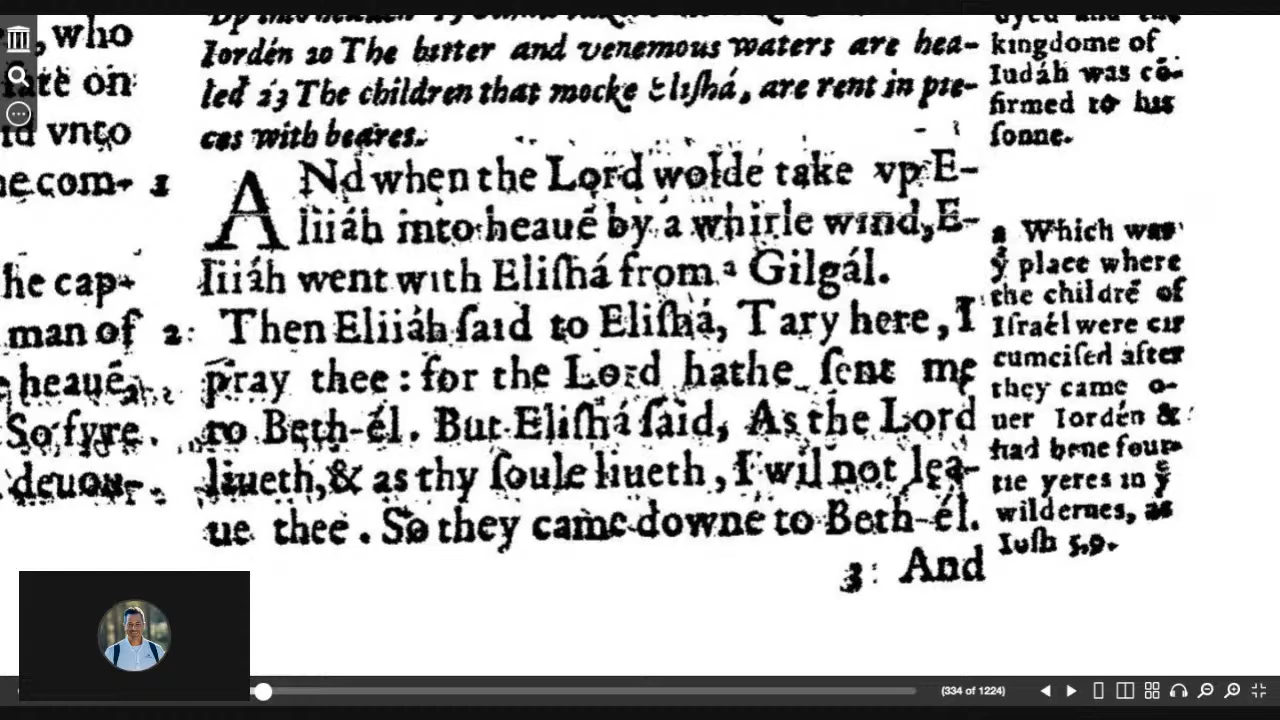 , who
ſate on
vnto
com-
he cap-
man of
heauē,
So fyre
deuou-
Iordén 20 The bitter and venemous waters are hea-
led 23 The children that mocke Eliſhá, are rent in pie-
ces with beares.
1 ANd when the Lord wolde take vp E-
liiáh into heauē by a whirle wind, E-
liiáh went with Eliſhá from ᵃ Gilgál.
2 Then Eliiáh ſaid to Eliſhá, Tary here, I
pray thee: for the Lord hathe ſent me
to Beth-él. But Eliſhá ſaid, As the Lord
liueth, & as thy ſoule liueth, I wil not lea-
ue thee. So they came downe to Beth-él.
3 And
kingdome of
Iudáh was cō-
firmed to his
ſonne.
a Which was
ẏ place where
the childrē of
Iſraél were cir
cumciſed after
they came o-
uer Iordén &
had bene four-
tie yeres in ẏ
wildernes, as
Ioſh 5,9.
(334 of 1224)